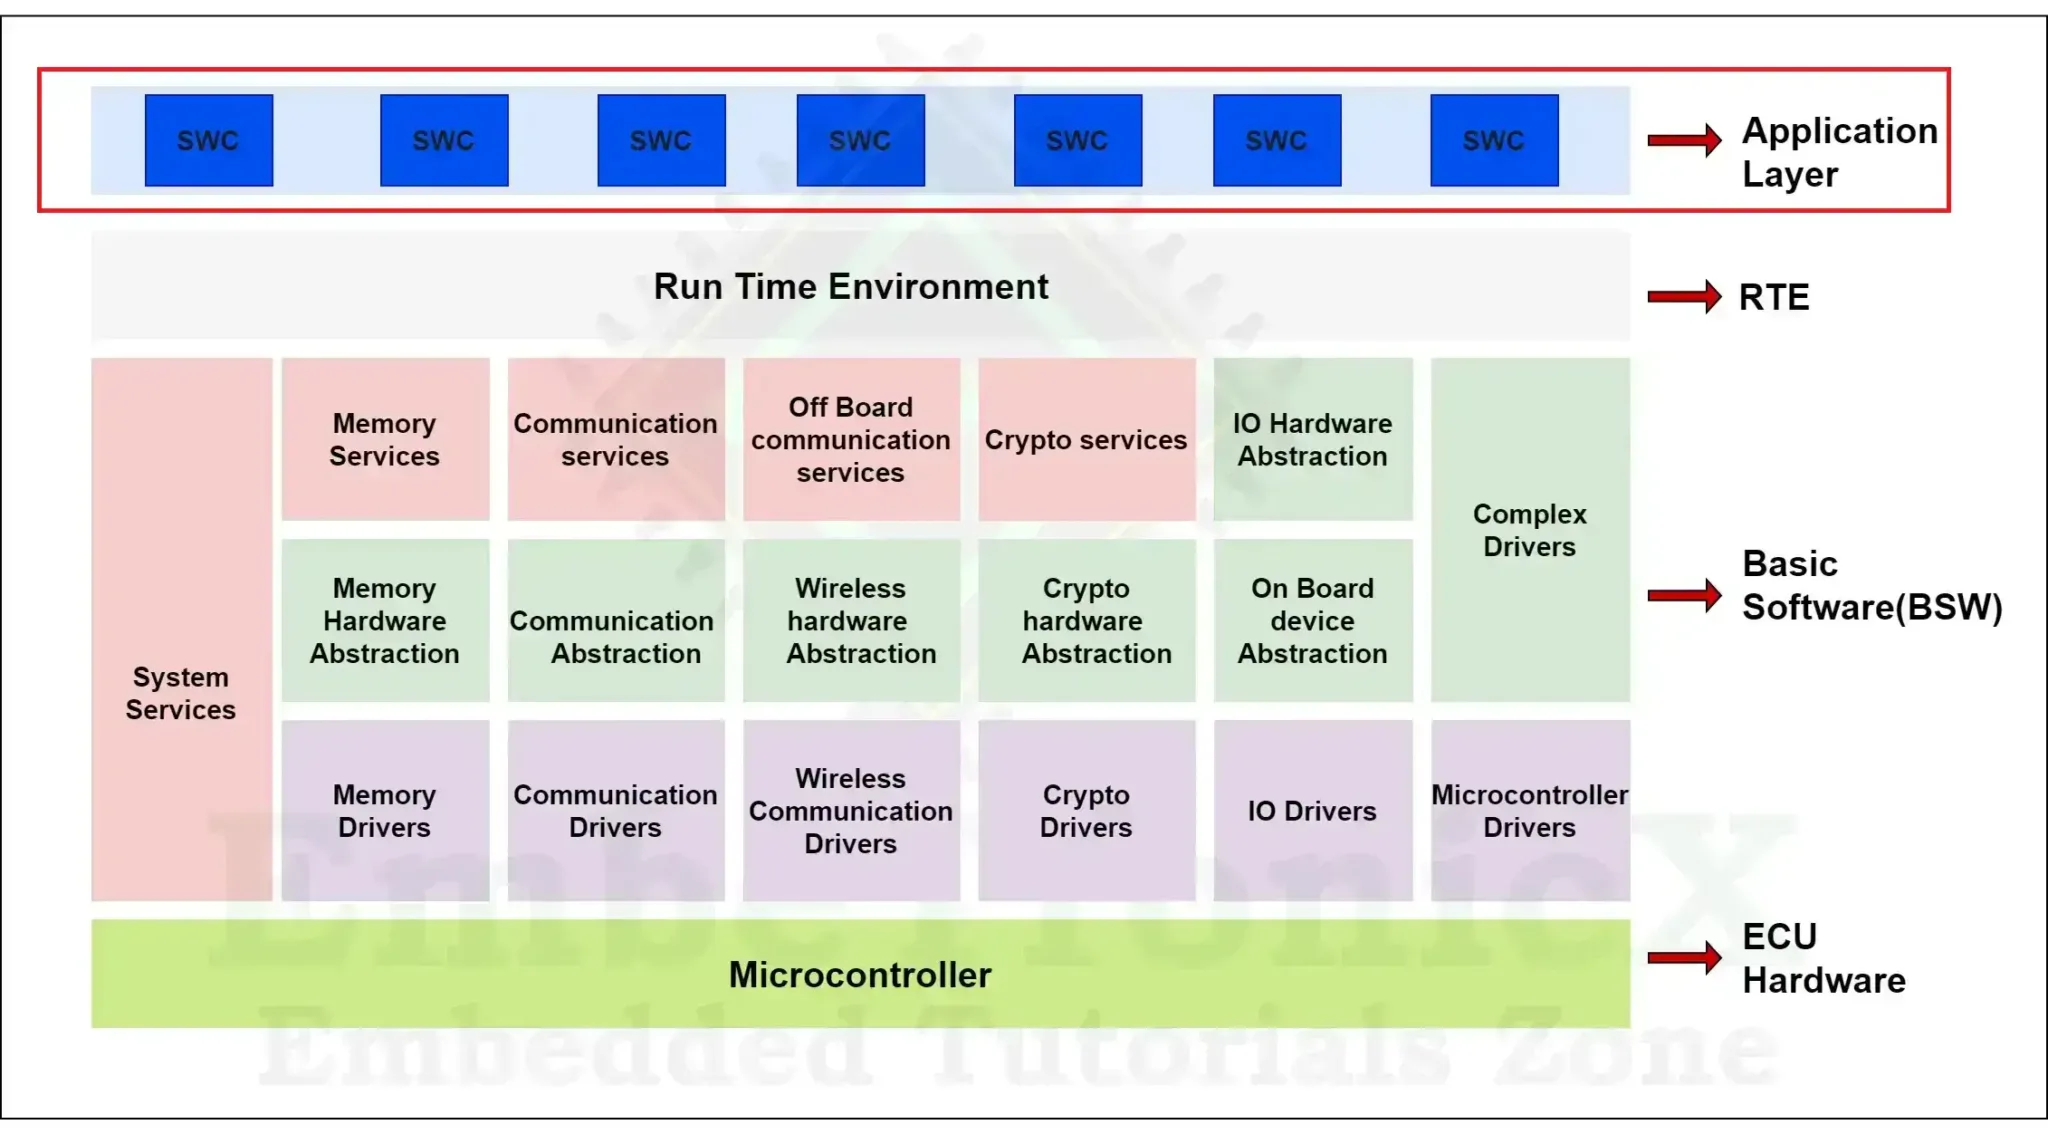 SWC SWC SWC SWC SWC SWC SWC
Application
Layer
Run Time Environment
RTE
Memory
Services
Communication
services
Off Board
communication
services
Crypto services
IO Hardware
Abstraction
Complex
Drivers
Memory
Hardware
Abstraction
Communication
Abstraction
Wireless
hardware
Abstraction
Crypto
hardware
Abstraction
On Board
device
Abstraction
Basic
Software(BSW)
System
Services
Memory
Drivers
Communication
Drivers
Wireless
Communication
Drivers
Crypto
Drivers
IO Drivers
Microcontroller
Drivers
Microcontroller
ECU
Hardware
EmbeTronicX
Embedded Tutorials Zone